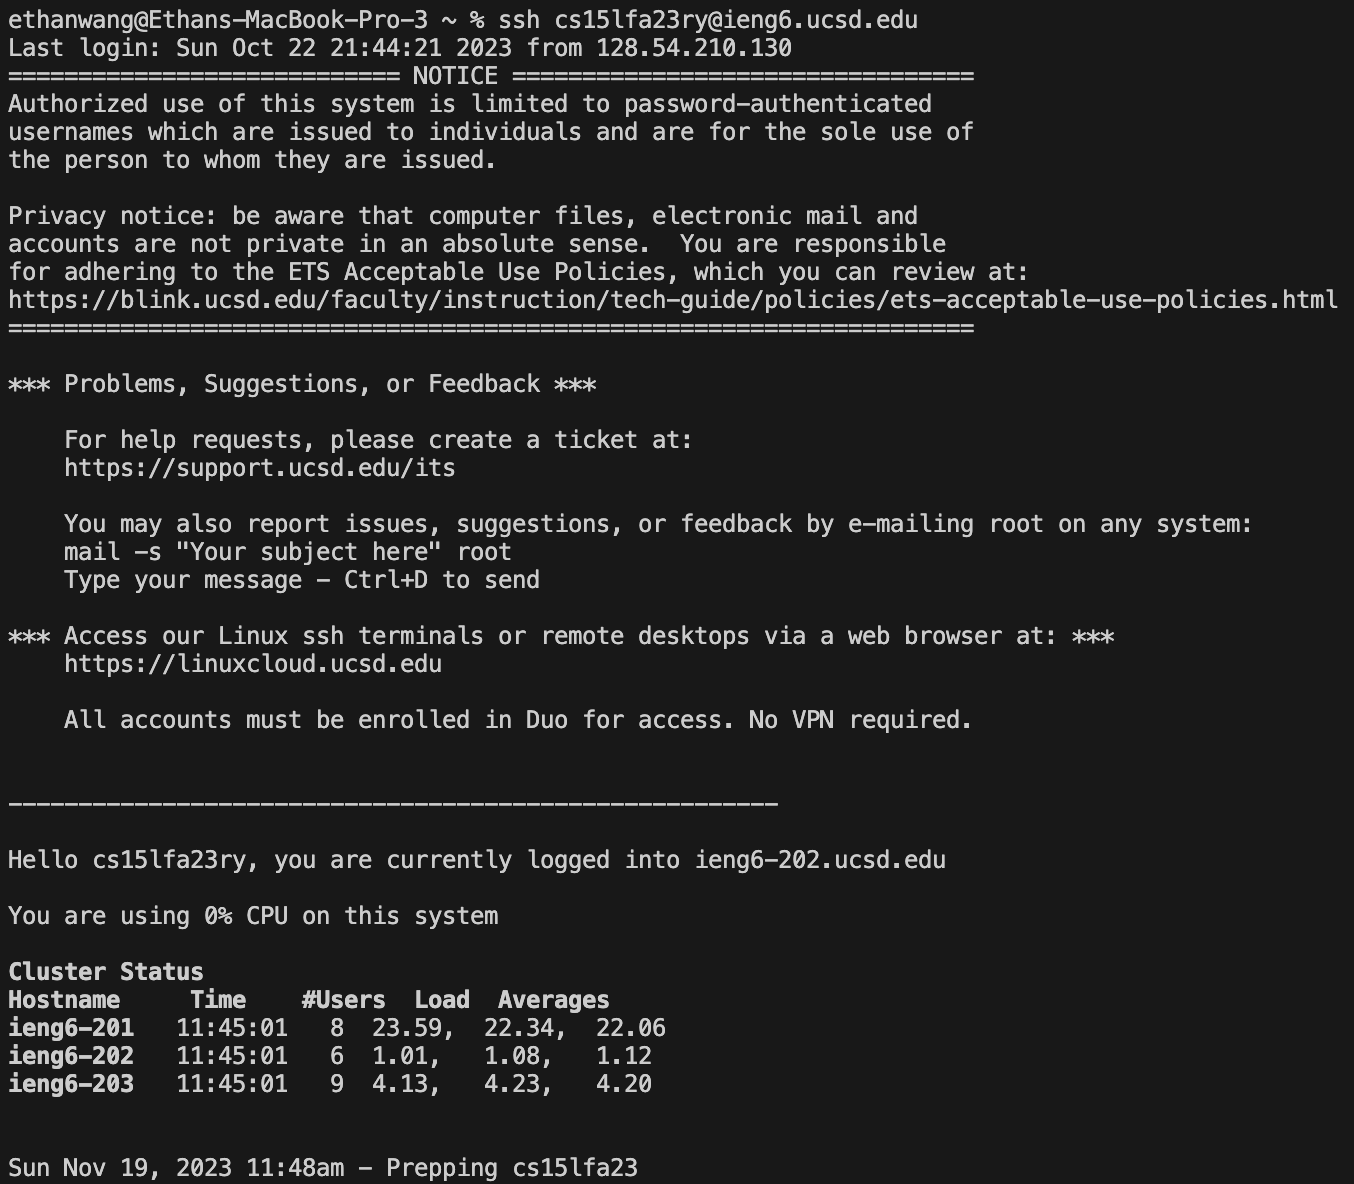 ethanwang@Ethans-MacBook-Pro-3 ~ % ssh cs15lfa23ry@ieng6.ucsd.edu
Last login: Sun Oct 22 21:44:21 2023 from 128.54.210.130
============================ NOTICE =================================
Authorized use of this system is limited to password-authenticated
usernames which are issued to individuals and are for the sole use of
the person to whom they are issued.

Privacy notice: be aware that computer files, electronic mail and
accounts are not private in an absolute sense.  You are responsible
for adhering to the ETS Acceptable Use Policies, which you can review at:
https://blink.ucsd.edu/faculty/instruction/tech-guide/policies/ets-acceptable-use-policies.html
=====================================================================

*** Problems, Suggestions, or Feedback ***

    For help requests, please create a ticket at:
    https://support.ucsd.edu/its

    You may also report issues, suggestions, or feedback by e-mailing root on any system:
    mail -s "Your subject here" root
    Type your message - Ctrl+D to send

*** Access our Linux ssh terminals or remote desktops via a web browser at: ***
    https://linuxcloud.ucsd.edu

    All accounts must be enrolled in Duo for access. No VPN required.


-------------------------------------------------------

Hello cs15lfa23ry, you are currently logged into ieng6-202.ucsd.edu

You are using 0% CPU on this system

Cluster Status
Hostname     Time    #Users  Load  Averages
ieng6-201   11:45:01   8  23.59,  22.34,  22.06
ieng6-202   11:45:01   6  1.01,   1.08,   1.12
ieng6-203   11:45:01   9  4.13,   4.23,   4.20


Sun Nov 19, 2023 11:48am - Prepping cs15lfa23